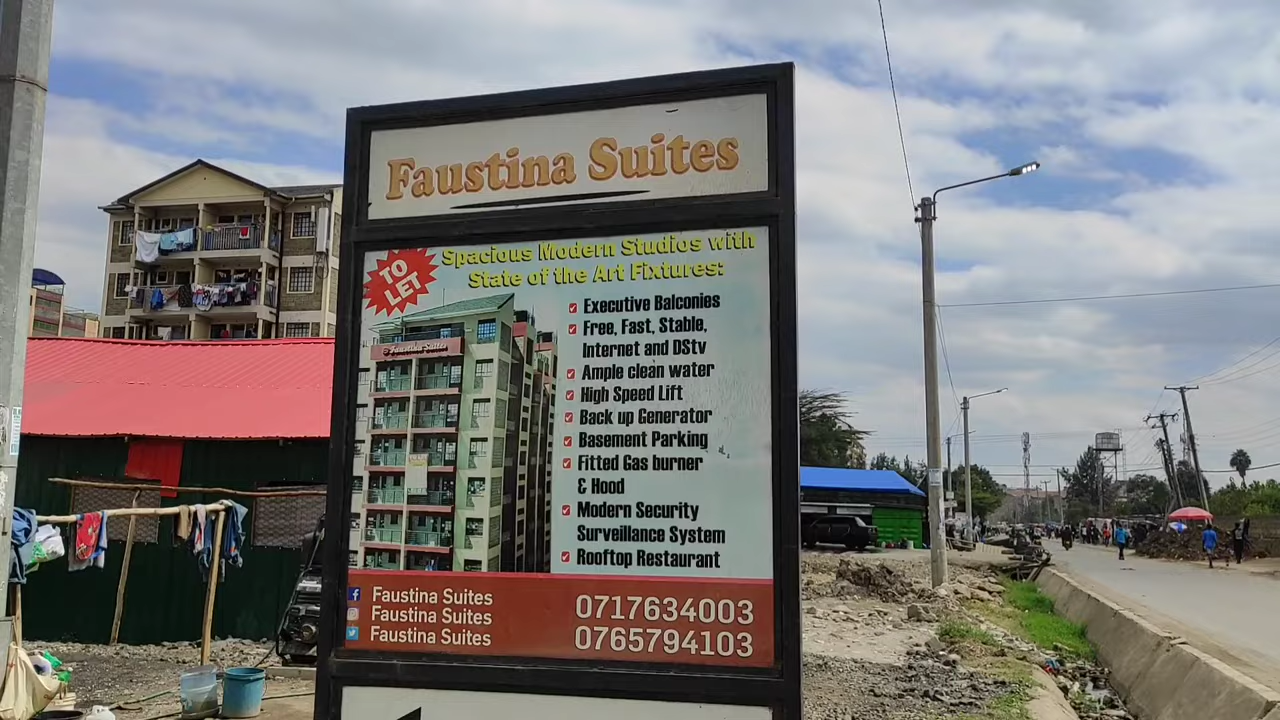 Faustina Suites
TO
LET
Spacious Modern Studios with
State of the Art Fixtures:
Executive Balconies
Free, Fast, Stable,
Internet and DStv
Ample clean water
High Speed Lift
Back up Generator
Basement Parking
Fitted Gas burner
& Hood
Modern Security
Surveillance System
Rooftop Restaurant
Faustina Suites
Faustina Suites
Faustina Suites
Faustina Suites
0717634003
0765794103